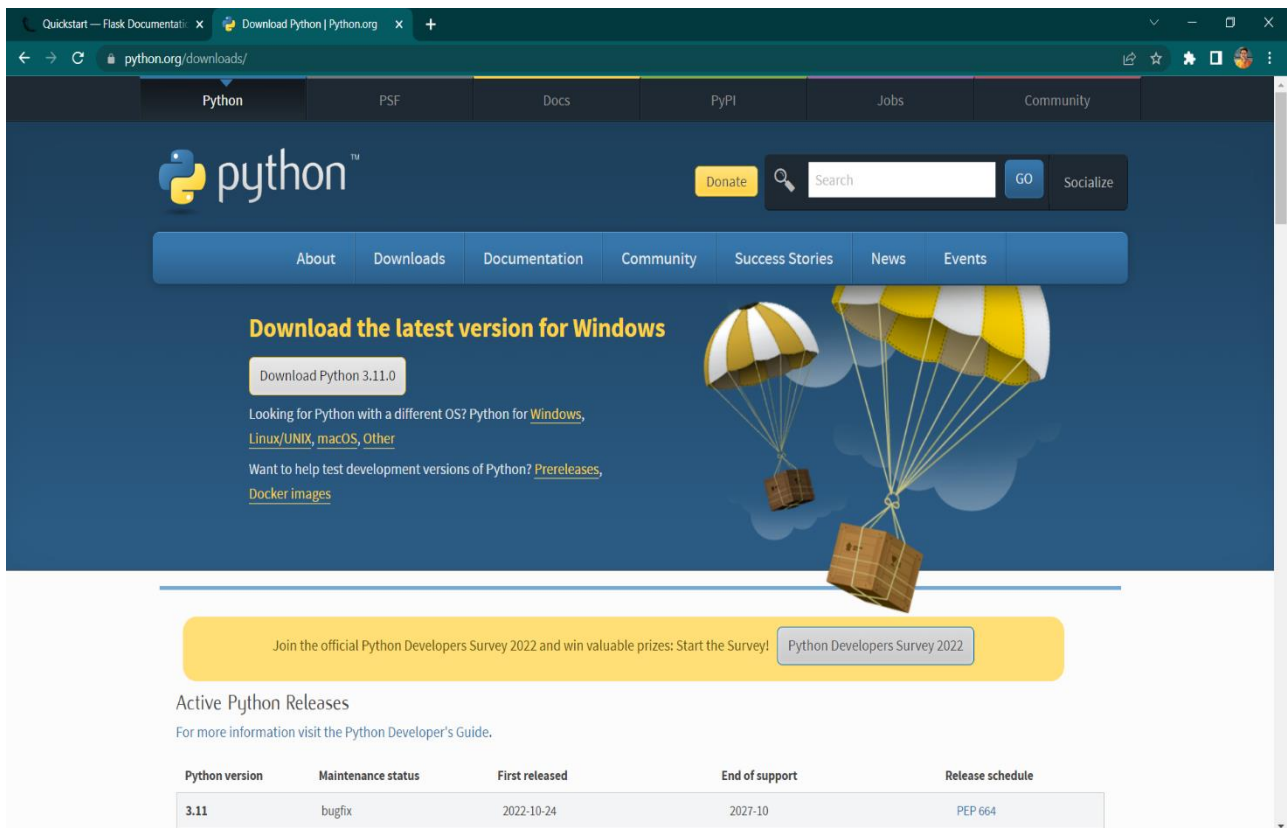 Quickstart — Flask Documentatic
Download Python | Python.org
python.org/downloads/
Python PSF Docs PyPI Jobs Community
python™
Donate Search GO Socialize
About Downloads Documentation Community Success Stories News Events
Download the latest version for Windows
Download Python 3.11.0
Looking for Python with a different OS? Python for Windows,
Linux/UNIX, macOS, Other
Want to help test development versions of Python? Prereleases,
Docker images
Join the official Python Developers Survey 2022 and win valuable prizes: Start the Survey! Python Developers Survey 2022
Active Python Releases
For more information visit the Python Developer's Guide.
Python version Maintenance status First released End of support Release schedule
3.11 bugfix 2022-10-24 2027-10 PEP 664